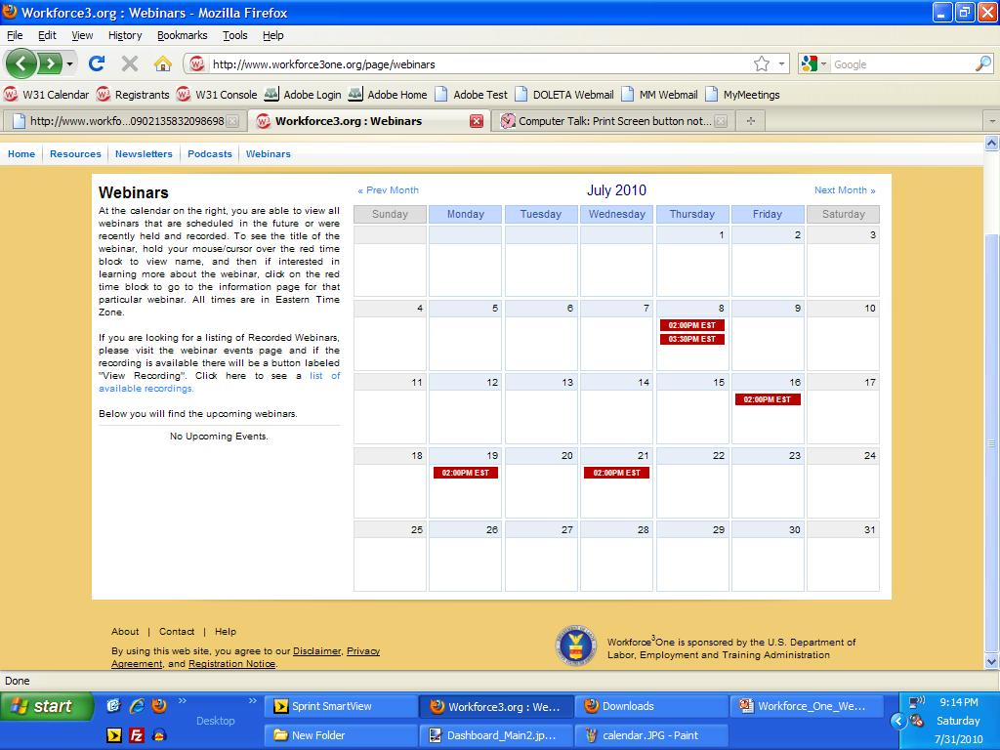 Workforce3.org : Webinars - Mozilla Firefox
File Edit View History Bookmarks Tools Help
http://www.workforce3one.org/page/webinars
Google
W31 Calendar Registrants W31 Console Adobe Login Adobe Home Adobe Test DOLETA Webmail MM Webmail MyMeetings
http://www.workfo...0902135832098698 Workforce3.org : Webinars Computer Talk: Print Screen button not...
Home Resources Newsletters Podcasts Webinars
Webinars
At the calendar on the right, you are able to view all
webinars that are scheduled in the future or were
recently held and recorded. To see the title of the
webinar, hold your mouse/cursor over the red time
block to view name, and then if interested in
learning more about the webinar, click on the red
time block to go to the information page for that
particular webinar. All times are in Eastern Time
Zone.
If you are looking for a listing of Recorded Webinars,
please visit the webinar events page and if the
recording is available there will be a button labeled
"View Recording". Click here to see a list of
available recordings.
Below you will find the upcoming webinars.
No Upcoming Events.
« Prev Month July 2010 Next Month »
Sunday Monday Tuesday Wednesday Thursday Friday Saturday
1 2 3
4 5 6 7 8 9 10
02:00PM EST
03:30PM EST
11 12 13 14 15 16 17
02:00PM EST
18 19 20 21 22 23 24
02:00PM EST 02:00PM EST
25 26 27 28 29 30 31
About | Contact | Help
By using this web site, you agree to our Disclaimer, Privacy
Agreement, and Registration Notice.
Workforce3One is sponsored by the U.S. Department of
Labor, Employment and Training Administration
Done
start Desktop Sprint SmartView Workforce3.org : We... Downloads Workforce_One_We... 9:14 PM
New Folder Dashboard_Main2.jp... calendar.JPG - Paint Saturday
7/31/2010